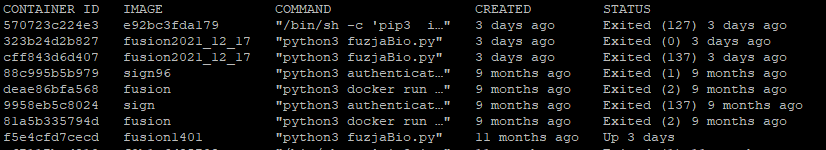 CONTAINER ID IMAGE COMMAND CREATED STATUS
570723c224e3 e92bc3fda179 "/bin/sh -c 'pip3 i…" 3 days ago Exited (127) 3 days ago
323b24d2b827 fusion2021_12_17 "python3 fuzjaBio.py" 3 days ago Exited (0) 3 days ago
cff843d6d407 fusion2021_12_17 "python3 fuzjaBio.py" 3 days ago Exited (137) 3 days ago
88c995b5b979 sign96 "python3 authenticat…" 9 months ago Exited (1) 9 months ago
deae86bfa568 fusion "python3 docker run …" 9 months ago Exited (2) 9 months ago
9958eb5c8024 sign "python3 authenticat…" 9 months ago Exited (137) 9 months ago
81a5b335794d fusion "python3 docker run …" 9 months ago Exited (2) 9 months ago
f5e4cfd7cecd fusion1401 "python3 fuzjaBio.py" 11 months ago Up 3 days